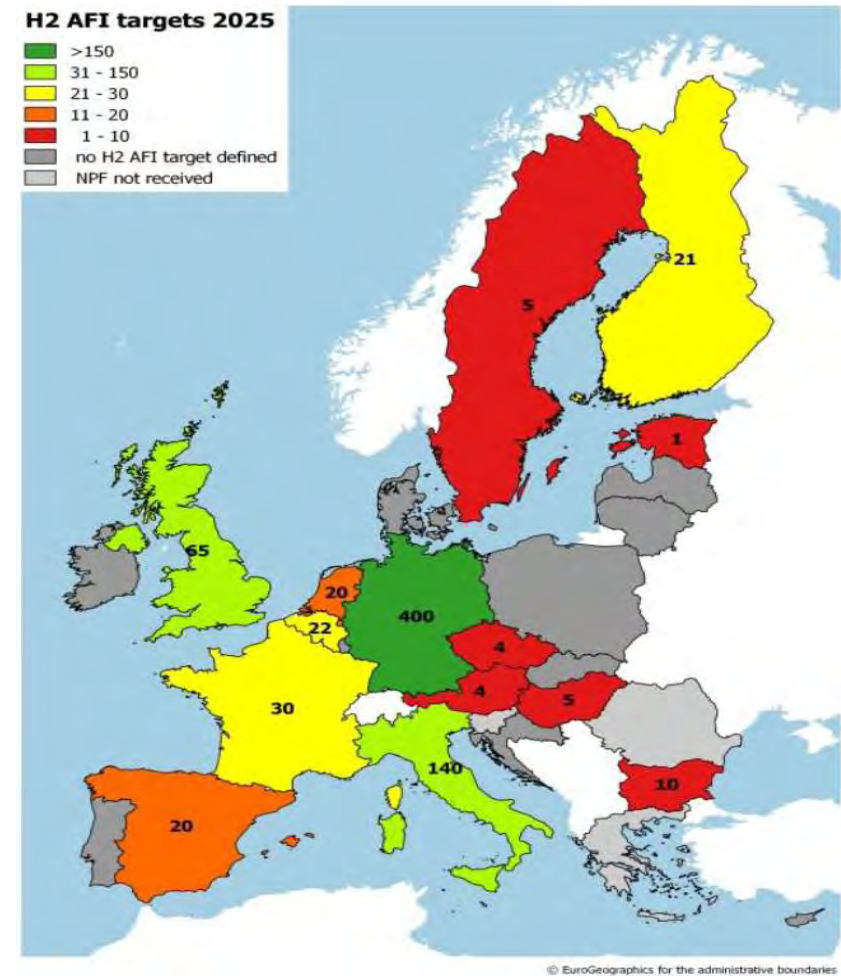 H2 AFI targets 2025
>150
31 - 150
21 - 30
11 - 20
1 - 10
no H2 AFI target defined
NPF not received
21
5
1
65
20
400
22
4
4
5
30
140
10
20
© EuroGeographics for the administrative boundaries